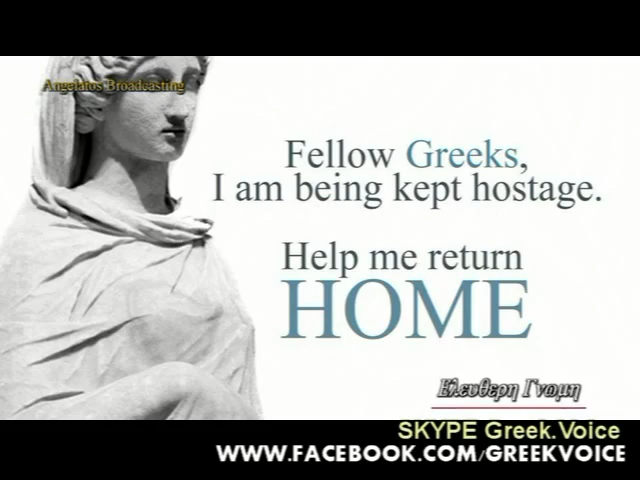 Angelatos Broadcasting
Fellow Greeks,
I am being kept hostage.
Help me return
HOME
Ελευθερη Γνωμη
SKYPE Greek.Voice
WWW.FACEBOOK.COM/GREEKVOICE